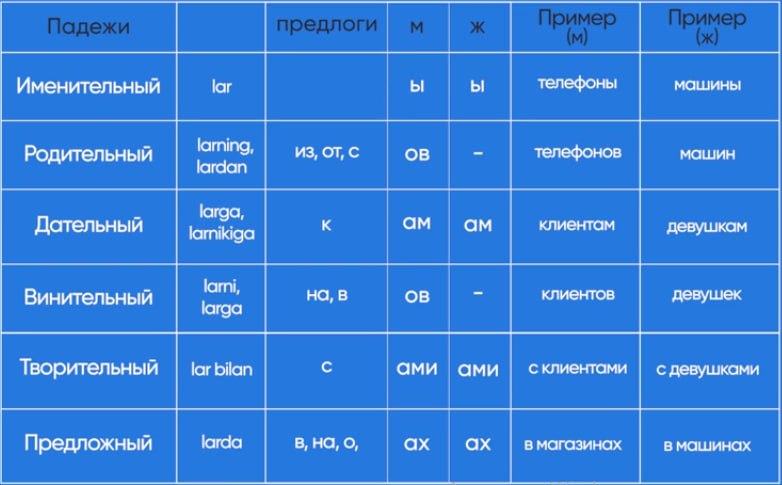 Падежи предлоги м ж Пример (м) Пример (ж)
Именительный lar ы ы телефоны машины
Родительный larning, lardan из, от, с ов – телефонов машин
Дательный larga, larnikiga к ам ам клиентам девушкам
Винительный larni, larga на, в ов – клиентов девушек
Творительный lar bilan с ами ами с клиентами с девушками
Предложный larda в, на, о, ах ах в магазинах в машинах